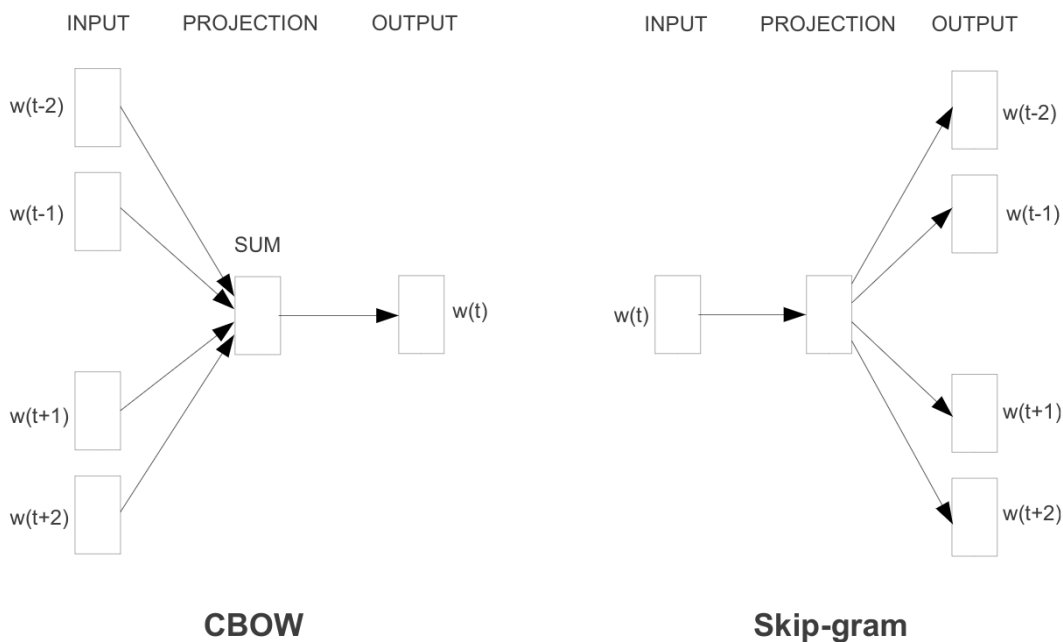 INPUT PROJECTION OUTPUT
w(t-2)
w(t-1)
SUM
w(t)
w(t+1)
w(t+2)
CBOW
INPUT PROJECTION OUTPUT
w(t-2)
w(t-1)
w(t)
w(t+1)
w(t+2)
Skip-gram